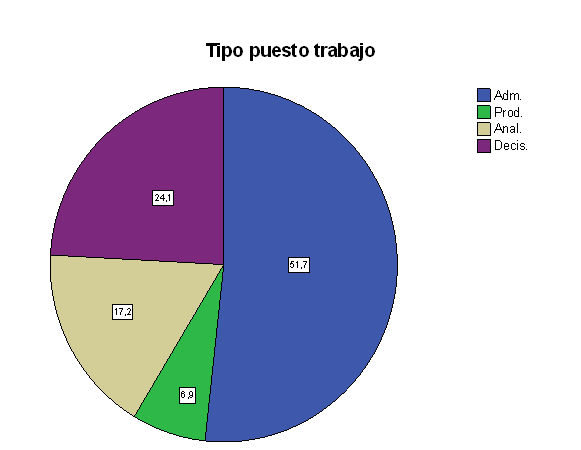 Tipo puesto trabajo
Adm.
Prod.
Anal.
Decis.
24,1
51,7
17,2
6,9